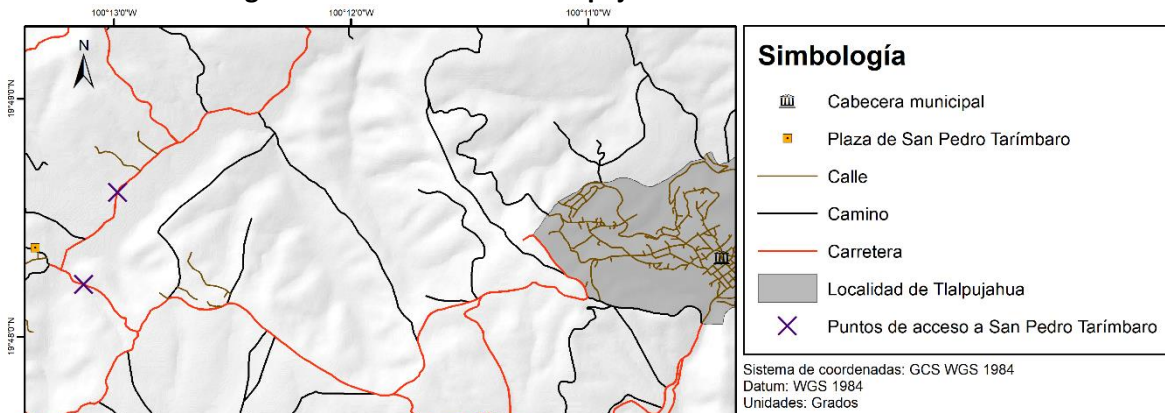 100°13'0"W
100°12'0"W
100°11'0"W
N
19°49'0"N
19°48'0"N
Simbología
Cabecera municipal
Plaza de San Pedro Tarímbaro
Calle
Camino
Carretera
Localidad de Tlalpujahua
Puntos de acceso a San Pedro Tarímbaro
Sistema de coordenadas: GCS WGS 1984
Datum: WGS 1984
Unidades: Grados